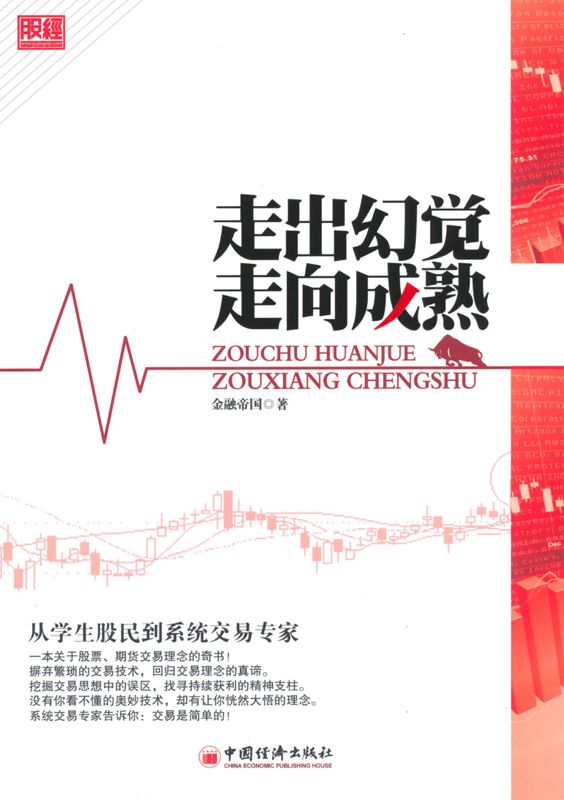 股經
走出幻觉
走向成熟
ZOUCHU HUANJUE
ZOUXIANG CHENGSHU
金融帝国◎著
75.31
从学生股民到系统交易专家
一本关于股票、期货交易理念的奇书！
摒弃繁琐的交易技术，回归交易理念的真谛。
挖掘交易思想中的误区，找寻持续获利的精神支柱。
没有你看不懂的奥妙技术，却有让你恍然大悟的理念。
系统交易专家告诉你：交易是简单的！
中国经济出版社
CHINA ECONOMIC PUBLISHING HOUSE